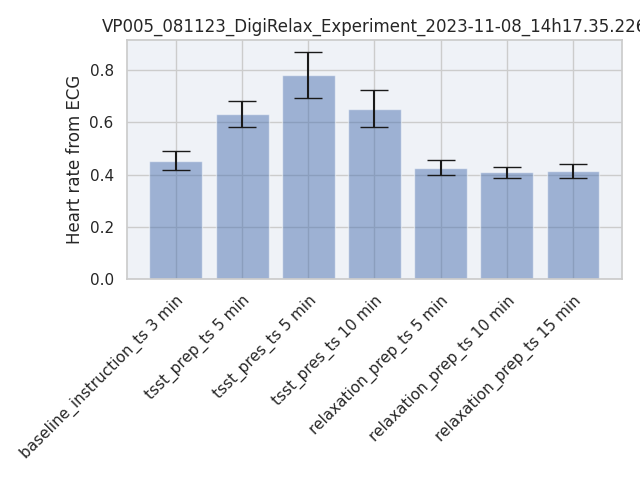 VP005_081123_DigiRelax_Experiment_2023-11-08_14h17.35.226
Heart rate from ECG
0.8
0.6
0.4
0.2
0.0
baseline_instruction_ts 3 min
tsst_prep_ts 5 min
tsst_pres_ts 5 min
tsst_pres_ts 10 min
relaxation_prep_ts 5 min
relaxation_prep_ts 10 min
relaxation_prep_ts 15 min